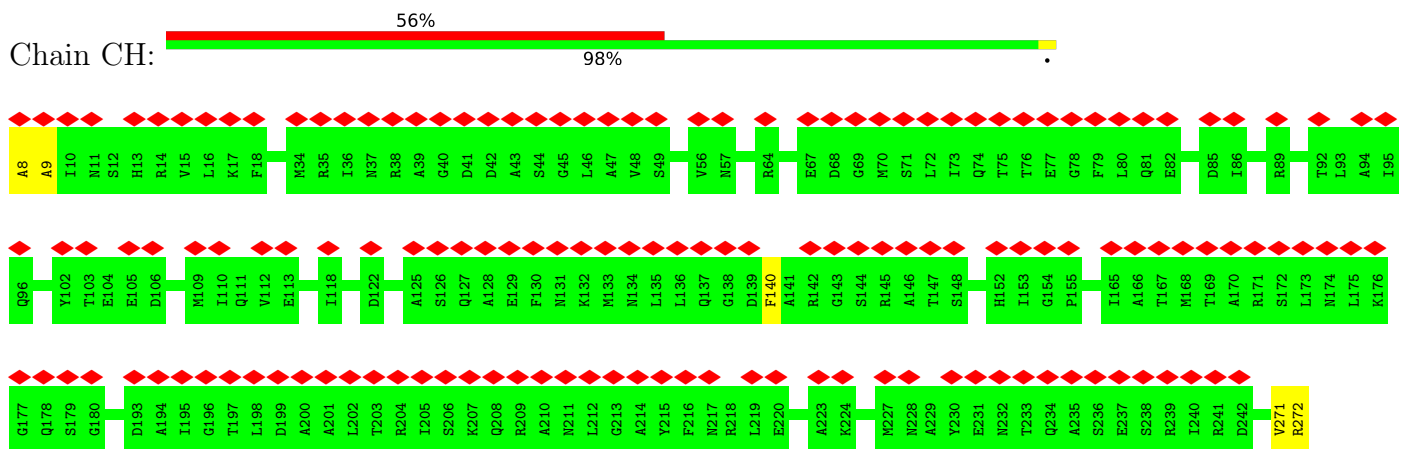 56%
Chain CH:
98%
.
A8 A9 I10 N11 S12 H13 R14 V15 L16 K17 F18 M34 R35 I36 N37 R38 A39 G40 D41 D42 A43 S44 G45 L46 A47 V48 S49 V56 N57 R64 E67 D68 G69 M70 S71 L72 I73 Q74 T75 T76 E77 G78 F79 L80 Q81 E82 D85 I86 R89 T92 L93 A94 I95
Q96 Y102 T103 E104 E105 D106 M109 I110 Q111 V112 E113 I118 D122 A125 S126 Q127 A128 E129 F130 N131 K132 M133 N134 L135 L136 Q137 G138 D139 F140 A141 R142 G143 S144 R145 A146 T147 S148 H152 I153 G154 P155 I165 A166 T167 M168 T169 A170 R171 S172 L173 N174 L175 K176
G177 Q178 S179 G180 D193 A194 I195 G196 T197 L198 D199 A200 A201 L202 T203 R204 I205 S206 K207 Q208 R209 A210 N211 L212 G213 A214 Y215 F216 N217 R218 L219 E220 A223 K224 M227 N228 A229 Y230 E231 N232 T233 Q234 A235 S236 E237 S238 R239 I240 R241 D242 V271 R272